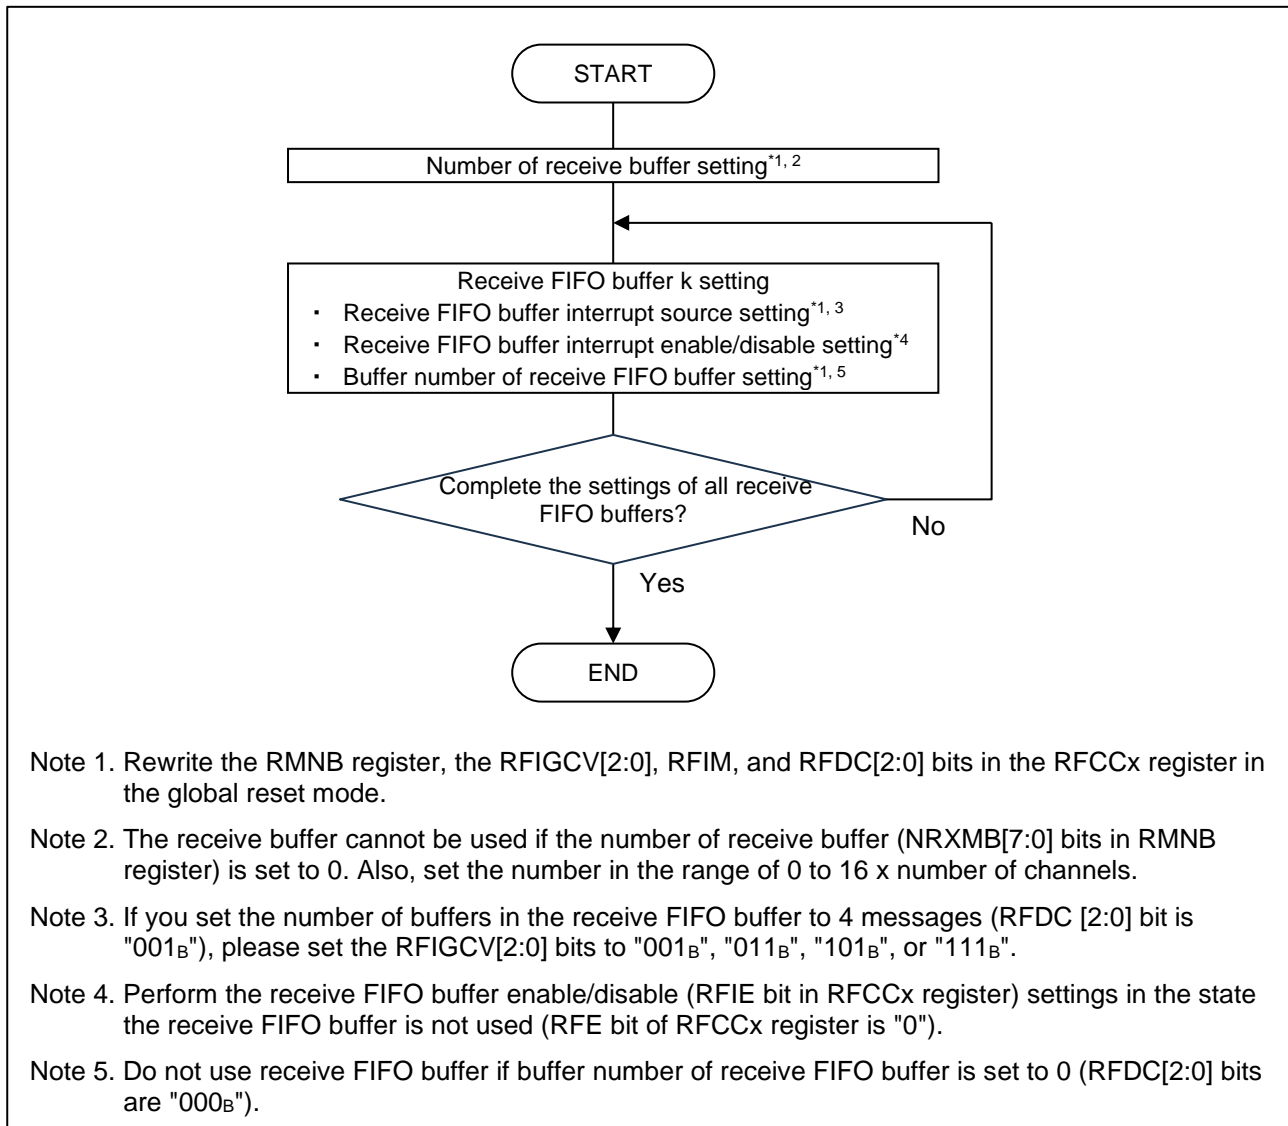 START
Number of receive buffer setting*1, 2
Receive FIFO buffer k setting
・ Receive FIFO buffer interrupt source setting*1, 3
・ Receive FIFO buffer interrupt enable/disable setting*4
・ Buffer number of receive FIFO buffer setting*1, 5
Complete the settings of all receive
FIFO buffers?
No
Yes
END
Note 1. Rewrite the RMNB register, the RFIGCV[2:0], RFIM, and RFDC[2:0] bits in the RFCCx register in
the global reset mode.
Note 2. The receive buffer cannot be used if the number of receive buffer (NRXMB[7:0] bits in RMNB
register) is set to 0. Also, set the number in the range of 0 to 16 x number of channels.
Note 3. If you set the number of buffers in the receive FIFO buffer to 4 messages (RFDC [2:0] bit is
"001B"), please set the RFIGCV[2:0] bits to "001B", "011B", "101B", or "111B".
Note 4. Perform the receive FIFO buffer enable/disable (RFIE bit in RFCCx register) settings in the state
the receive FIFO buffer is not used (RFE bit of RFCCx register is "0").
Note 5. Do not use receive FIFO buffer if buffer number of receive FIFO buffer is set to 0 (RFDC[2:0] bits
are "000B").